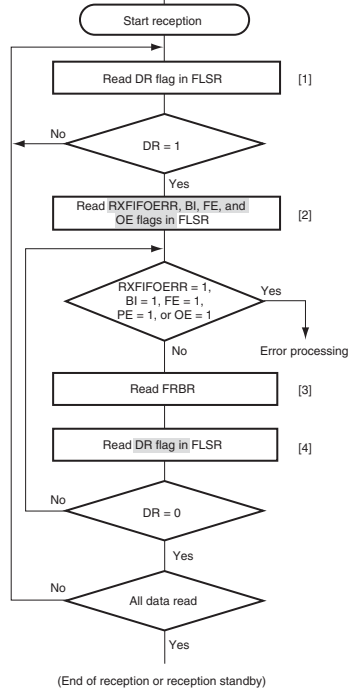 Start reception
Read DR flag in FLSR
[1]
No
DR = 1
Yes
Read RXFIFOERR, BI, FE, and
OE flags in FLSR
[2]
RXFIFOERR = 1,
BI = 1, FE = 1,
PE = 1, or OE = 1
Yes
Error processing
No
Read FRBR
[3]
Read DR flag in FLSR
[4]
No
DR = 0
Yes
No
All data read
Yes
(End of reception or reception standby)